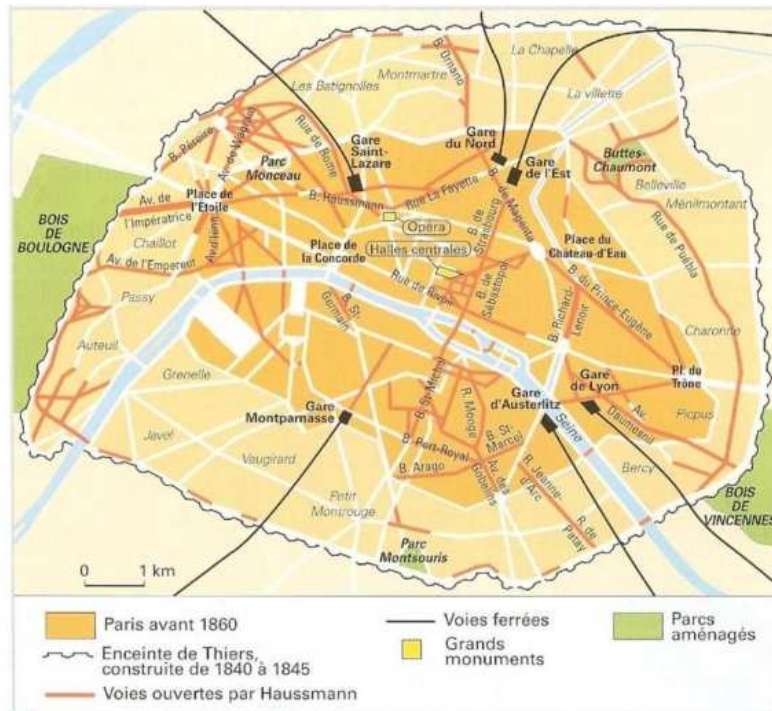 La Chapelle
B. Ornano
Montmartre
Les Batignolles
La villette
B. Péreire
Av. de Wagram
Rue de Rome
Gare
Saint-
Lazare
Gare
du Nord
Gare
de l'Est
Buttes-
Chaumont
Parc
Monceau
Belleville
Ménilmontant
Place de
l'Étoile
B. Haussmann
Rue La Fayette
B. de Magenta
B. de
Strasbourg
Rue de Puébla
Av. de
l'Impératrice
Opéra
BOIS
DE
BOULOGNE
Chaillot
Av. d'Iéna
Place de
la Concorde
Halles centrales
Place du
Château-d'Eau
Av. de l'Empereur
Rue de Rivoli
B. de
Sébastopol
B. du Prince-Eugène
Passy
B. St-
Germain
B. Richard-
Lenoir
Charonne
Auteuil
Grenelle
B. St-Michel
Gare
de Lyon
Pl. du
Trône
Gare
Montparnasse
R. Monge
Gare
d'Austerlitz
Seine
Av.
Daumesnil
Picpus
B. St-
Marcel
Javel
Vaugirard
B. Port-Royal
B. Arago
Av. des
Gobelins
R. Jeanne-
d'Arc
Bercy
Petit
Montrouge
R. de
Patay
BOIS
DE
VINCENNES
Parc
Montsouris
0 1 km
Paris avant 1860
Enceinte de Thiers,
construite de 1840 à 1845
Voies ouvertes par Haussmann
Voies ferrées
Grands
monuments
Parcs
aménagés